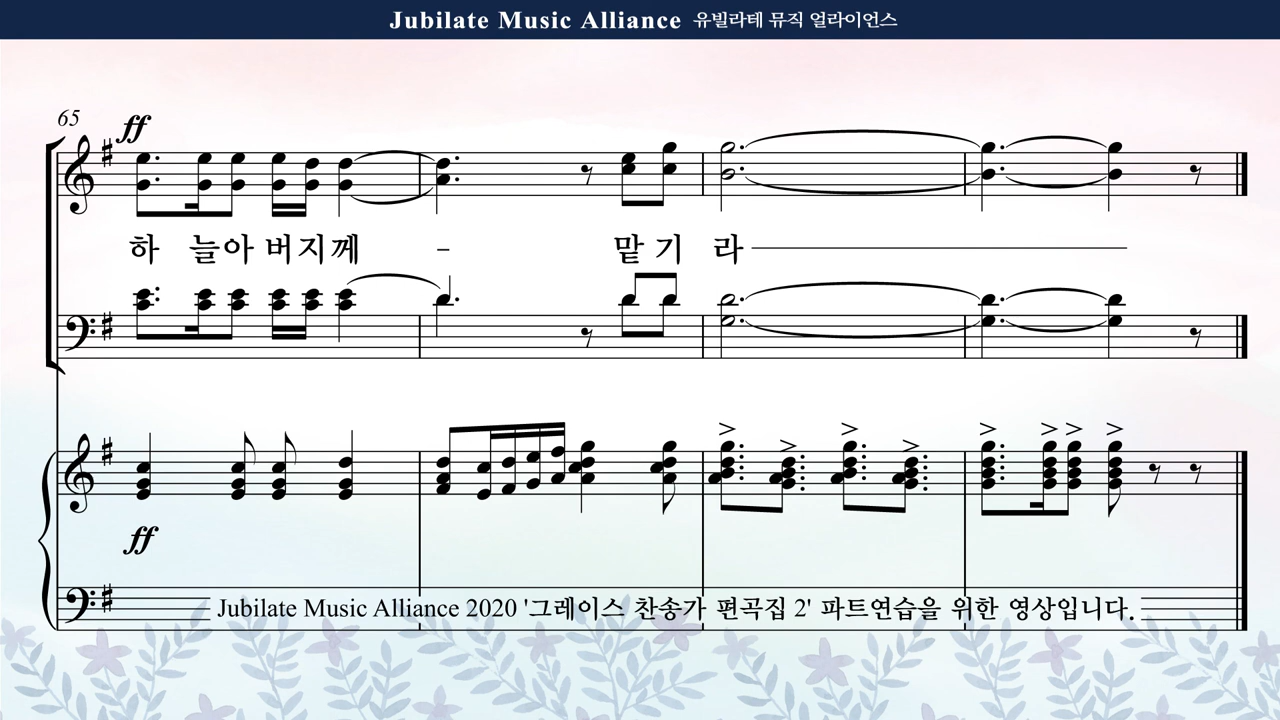 Jubilate Music Alliance 유빌라테 뮤직 얼라이언스
65
ff
하 늘아 버지께 - 맡 기 라
ff
Jubilate Music Alliance 2020 '그레이스 찬송가 편곡집 2' 파트연습을 위한 영상입니다.